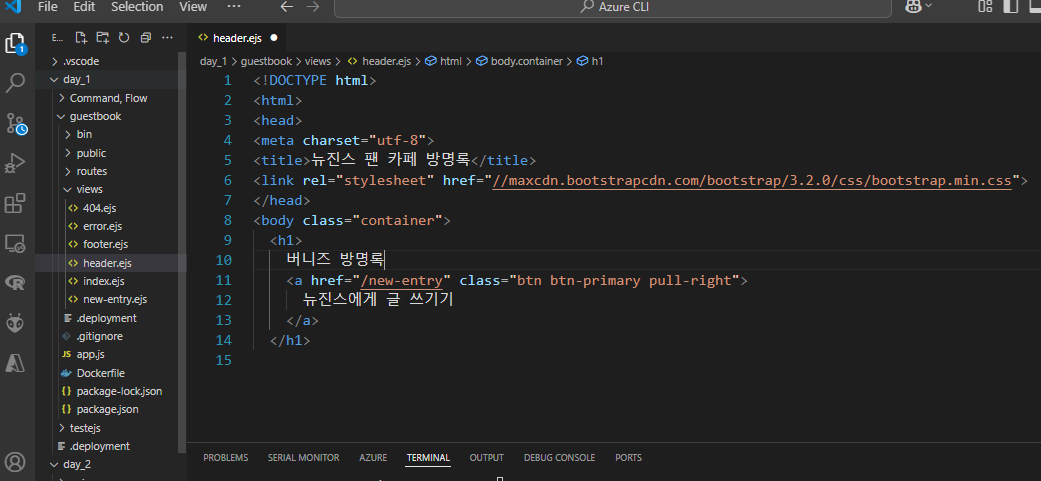 File Edit Selection View ··· Azure CLI
E... header.ejs
day_1 > guestbook > views > header.ejs > html > body.container > h1
.vscode
day_1
Command, Flow
guestbook
bin
public
routes
views
404.ejs
error.ejs
footer.ejs
header.ejs
index.ejs
new-entry.ejs
.deployment
.gitignore
JS app.js
Dockerfile
{} package-lock.json
{} package.json
testejs
.deployment
day_2
1 <!DOCTYPE html>
2 <html>
3 <head>
4 <meta charset="utf-8">
5 <title>뉴진스 팬 카페 방명록</title>
6 <link rel="stylesheet" href="//maxcdn.bootstrapcdn.com/bootstrap/3.2.0/css/bootstrap.min.css">
7 </head>
8 <body class="container">
9 <h1>
10 버니즈 방명록
11 <a href="/new-entry" class="btn btn-primary pull-right">
12 뉴진스에게 글 쓰기기
13 </a>
14 </h1>
15
PROBLEMS SERIAL MONITOR AZURE TERMINAL OUTPUT DEBUG CONSOLE PORTS